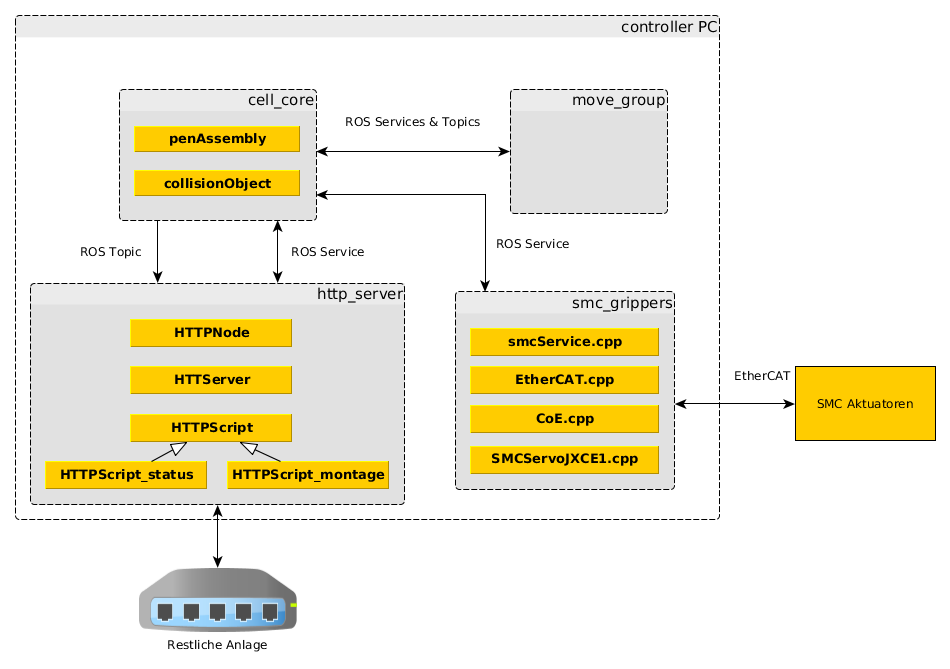 controller PC
cell_core
penAssembly
collisionObject
ROS Services & Topics
move_group
ROS Topic
ROS Service
ROS Service
http_server
HTTPNode
HTTServer
HTTPScript
HTTPScript_status
HTTPScript_montage
smc_grippers
smcService.cpp
EtherCAT.cpp
CoE.cpp
SMCServoJXCE1.cpp
EtherCAT
SMC Aktuatoren
Restliche Anlage